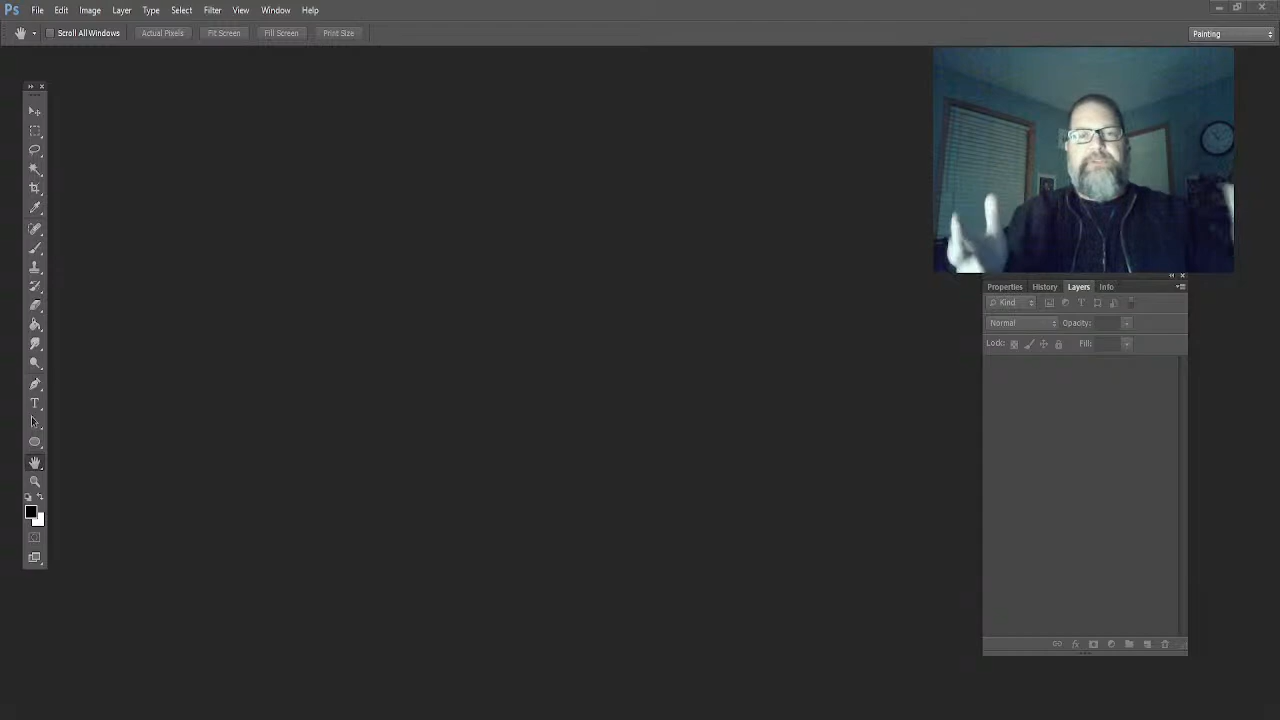 Ps File Edit Image Layer Type Select Filter View Window Help
Scroll All Windows Actual Pixels Fit Screen Fill Screen Print Size Painting
Properties History Layers Info
Kind
Normal Opacity:
Lock: Fill:
T
fx